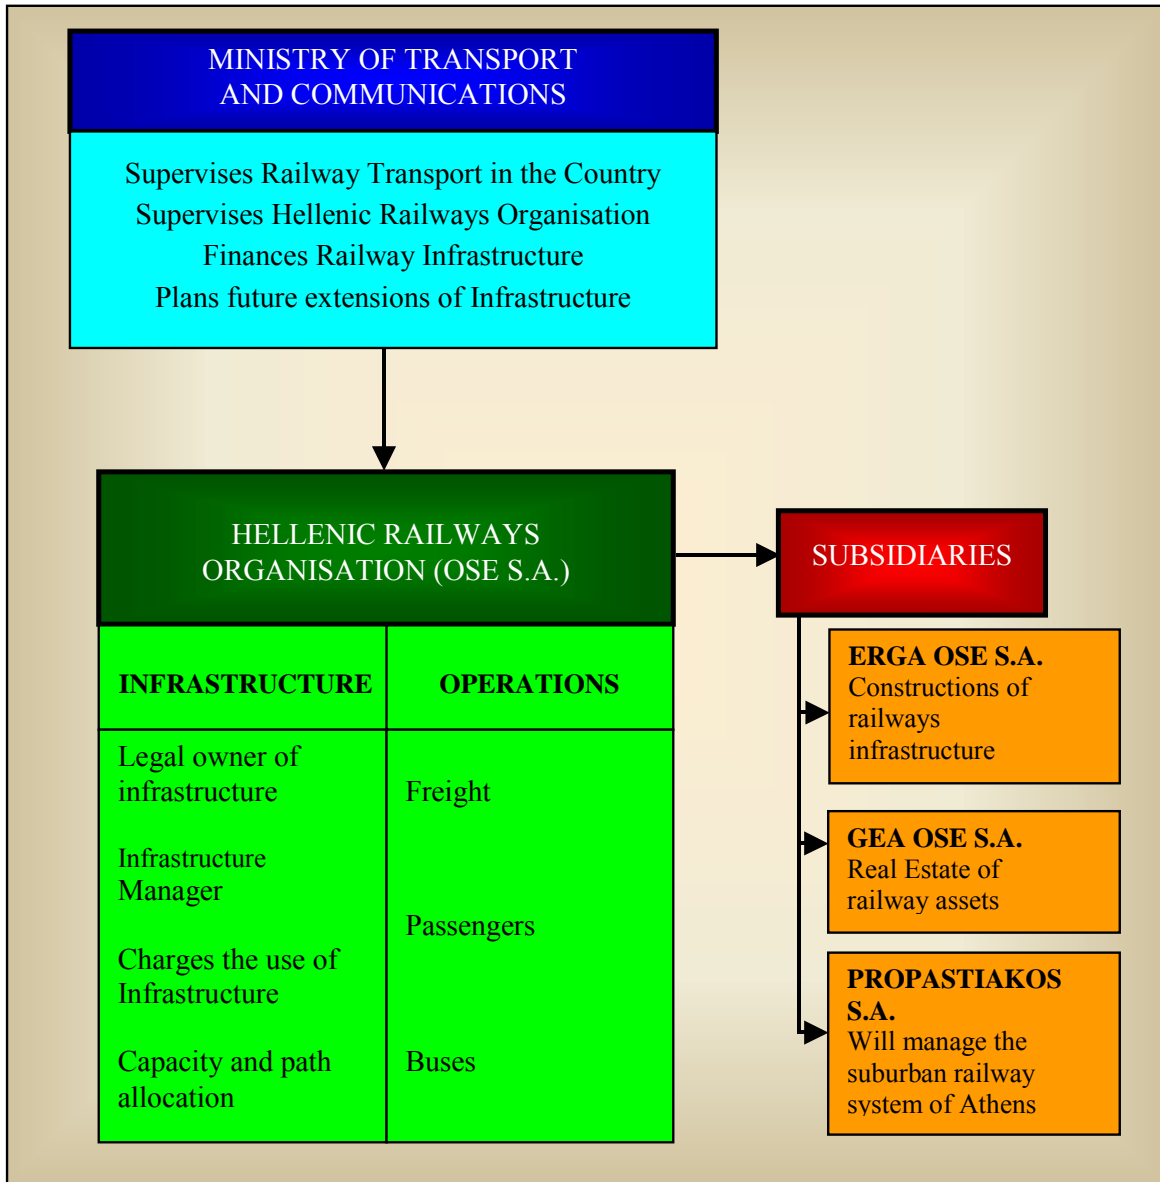 MINISTRY OF TRANSPORT
AND COMMUNICATIONS
Supervises Railway Transport in the Country
Supervises Hellenic Railways Organisation
Finances Railway Infrastructure
Plans future extensions of Infrastructure
HELLENIC RAILWAYS
ORGANISATION (OSE S.A.)
INFRASTRUCTURE
Legal owner of
infrastructure
Infrastructure
Manager
Charges the use of
Infrastructure
Capacity and path
allocation
OPERATIONS
Freight
Passengers
Buses
SUBSIDIARIES
ERGA OSE S.A.
Constructions of
railways
infrastructure
GEA OSE S.A.
Real Estate of
railway assets
PROPASTIAKOS
S.A.
Will manage the
suburban railway
system of Athens